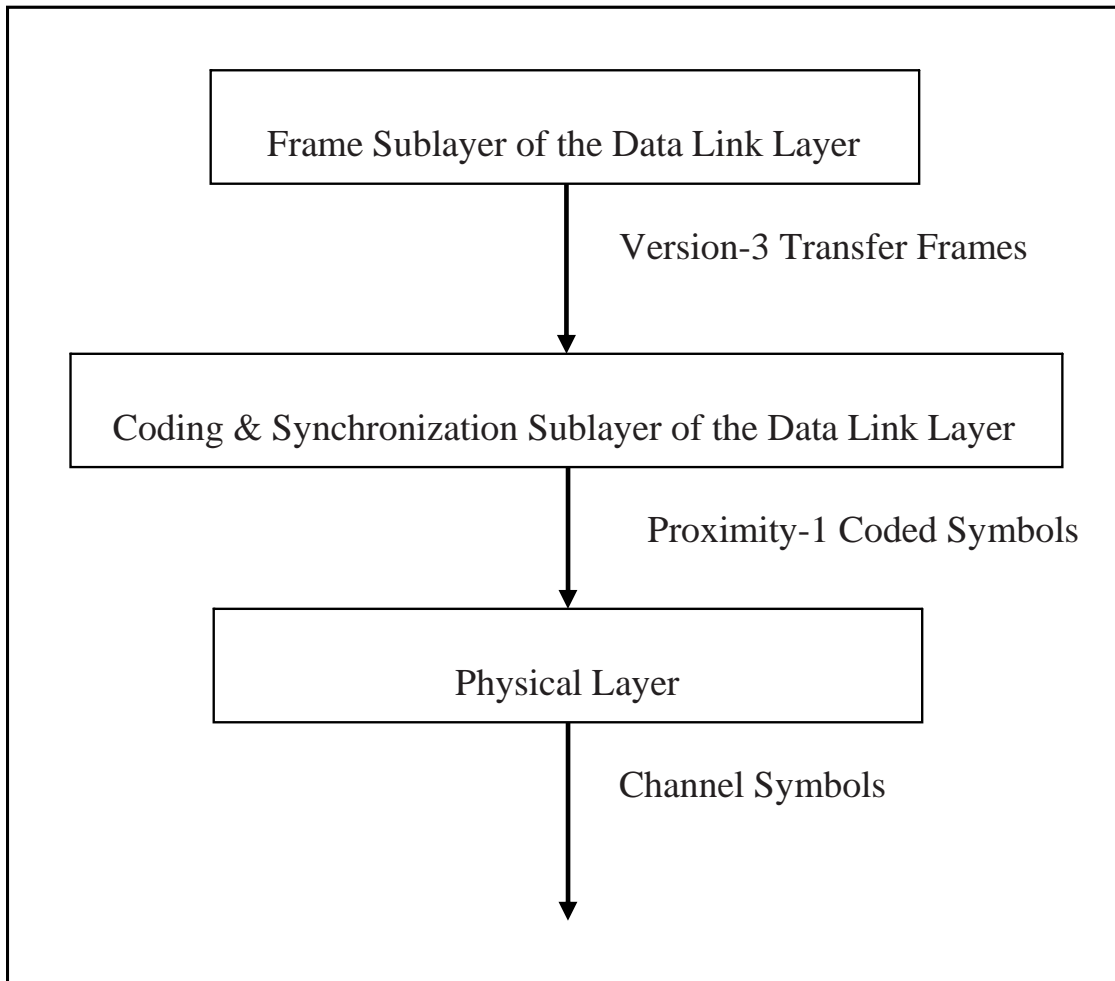 Frame Sublayer of the Data Link Layer
Version-3 Transfer Frames
Coding & Synchronization Sublayer of the Data Link Layer
Proximity-1 Coded Symbols
Physical Layer
Channel Symbols